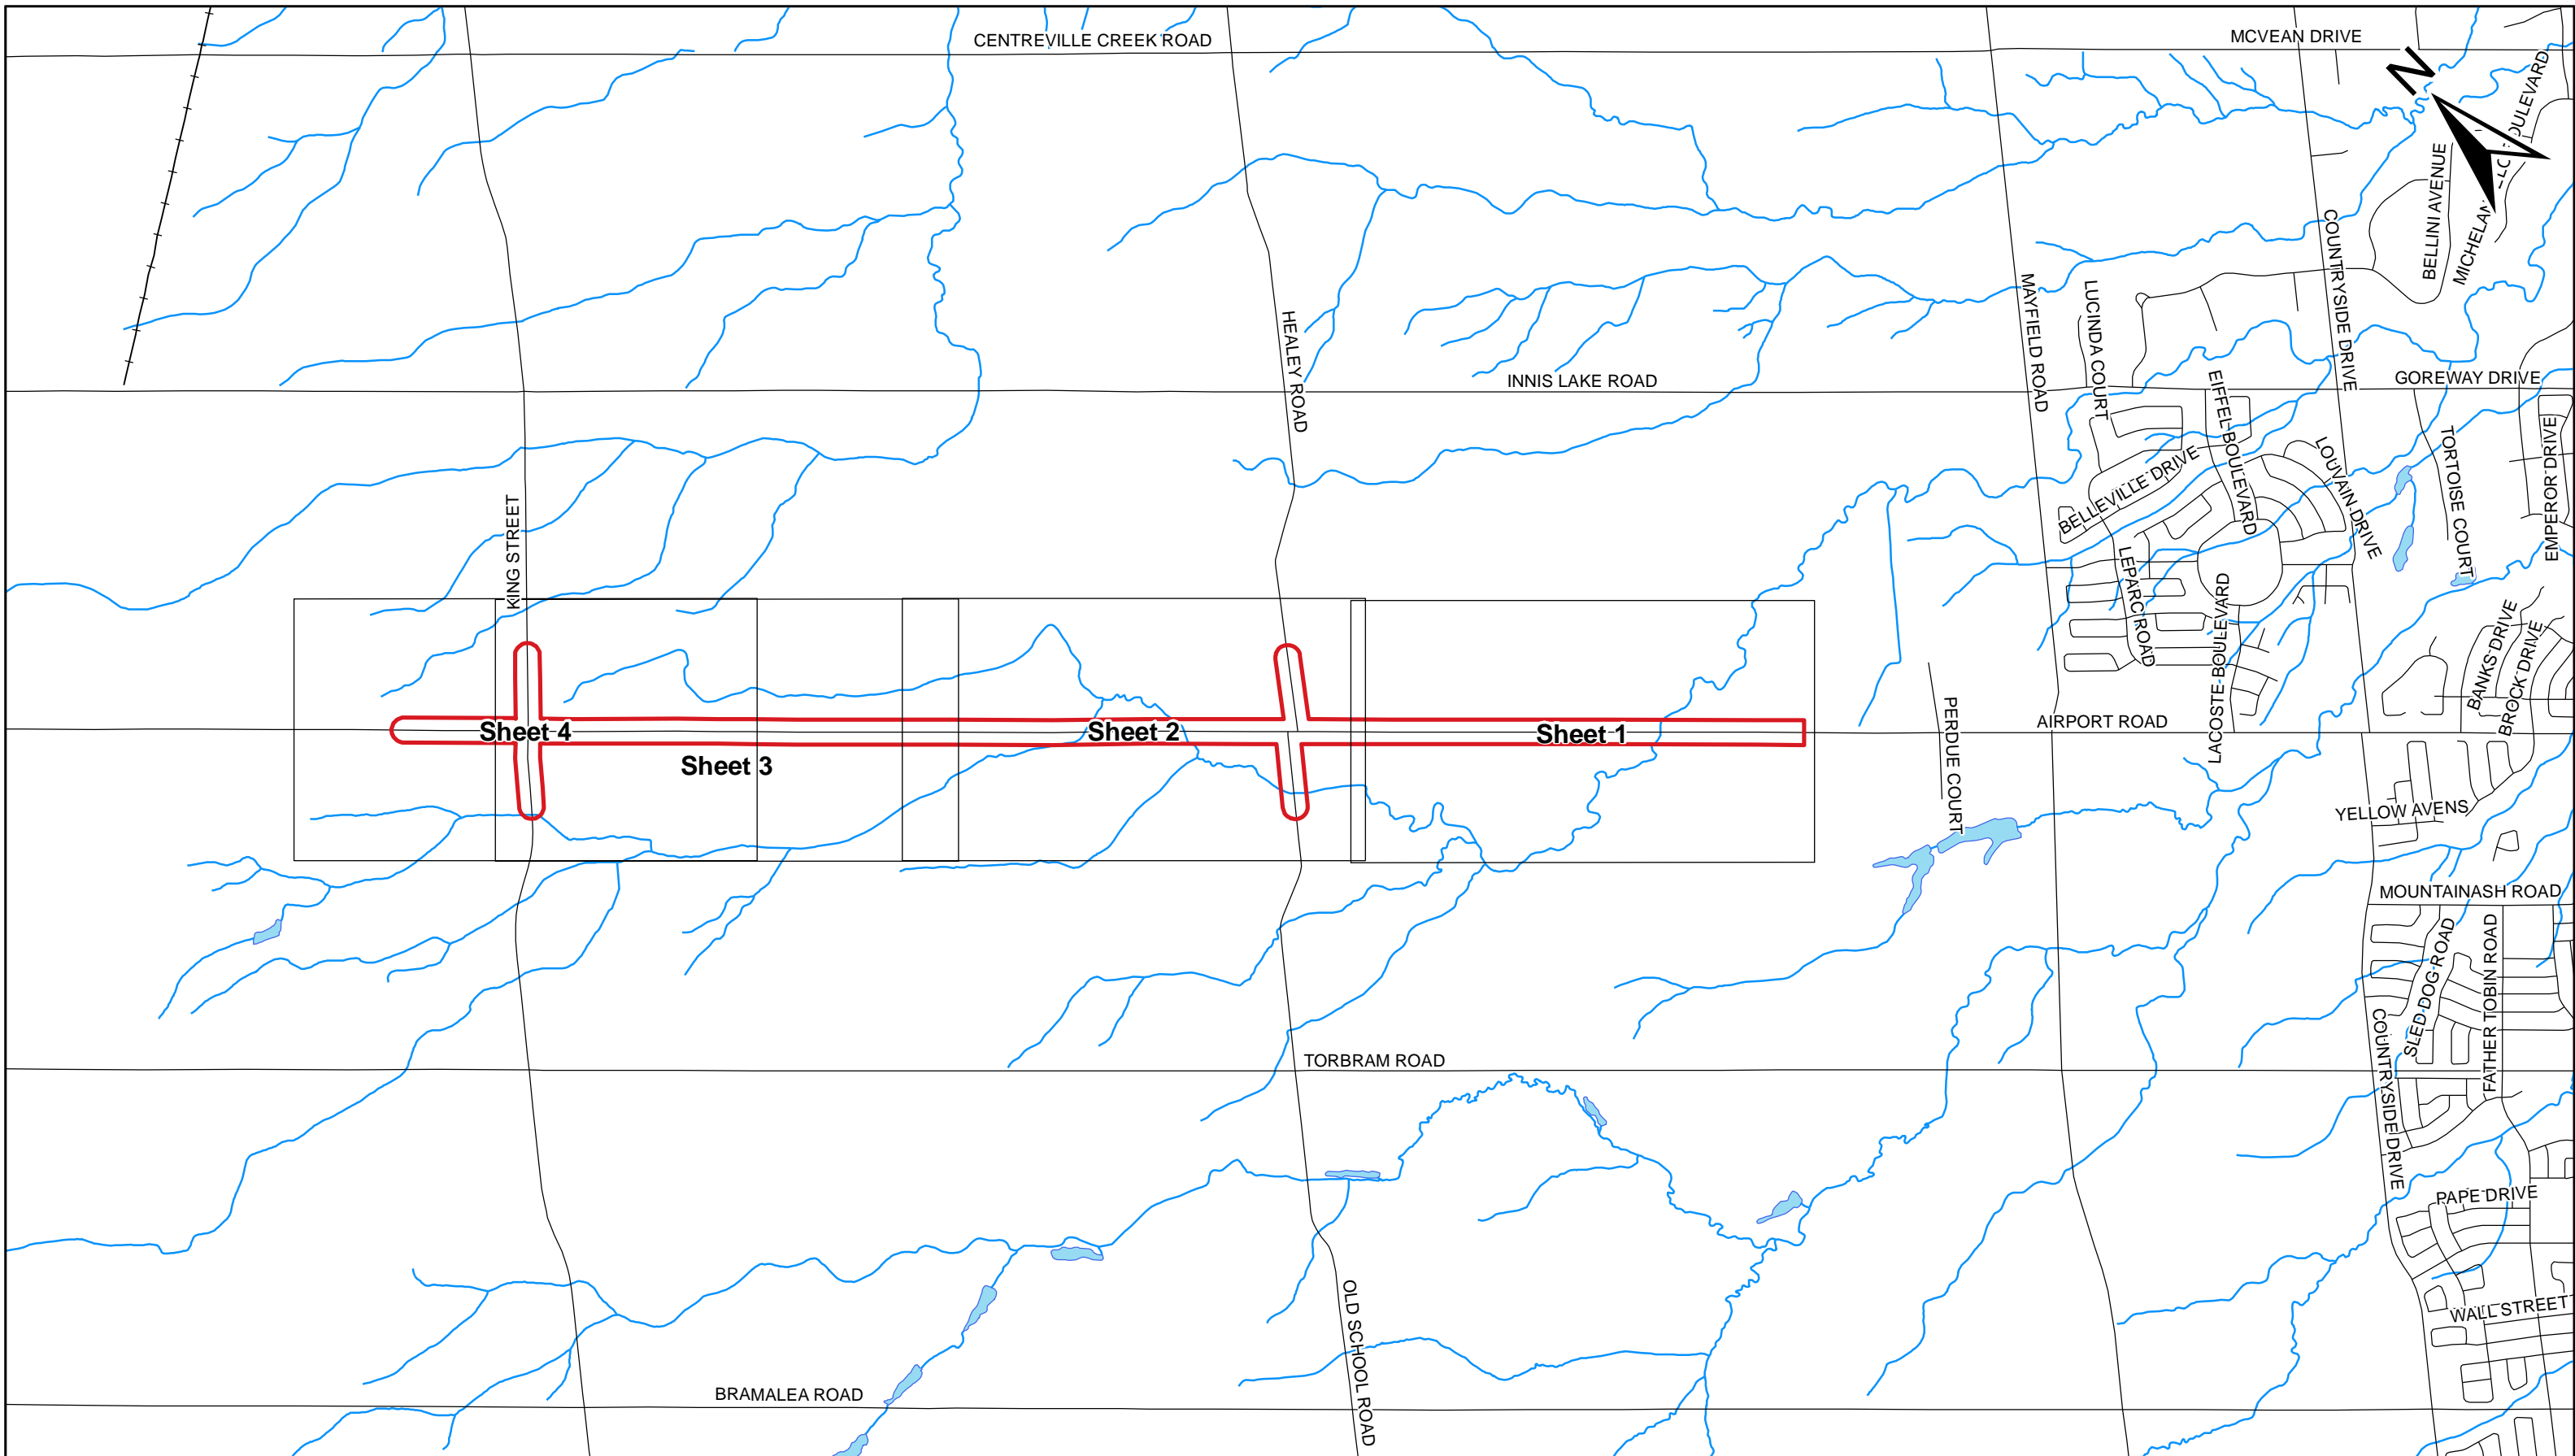 CENTREVILLE CREEK ROAD
MCVEAN DRIVE
N
BELLINI AVENUE
COUNTRYSIDE DRIVE
HEALEY ROAD
MAYFIELD ROAD
LUCINDA COURT
INNIS LAKE ROAD
GOREWAY DRIVE
EIFFEL BOULEVARD
BELLEVILLE DRIVE
LOUVAIN DRIVE
TORTOISE COURT
EMPEROR DRIVE
KING STREET
LEPARC ROAD
LACOSTE BOULEVARD
BANKS DRIVE
BROCK DRIVE
PERDUE COURT
AIRPORT ROAD
Sheet 4
Sheet 3
Sheet 2
Sheet 1
YELLOW AVENS
MOUNTAINASH ROAD
SLED DOG ROAD
FATHER TOBIN ROAD
COUNTRYSIDE DRIVE
TORBRAM ROAD
PAPE DRIVE
WALL STREET
OLD SCHOOL ROAD
BRAMALEA ROAD